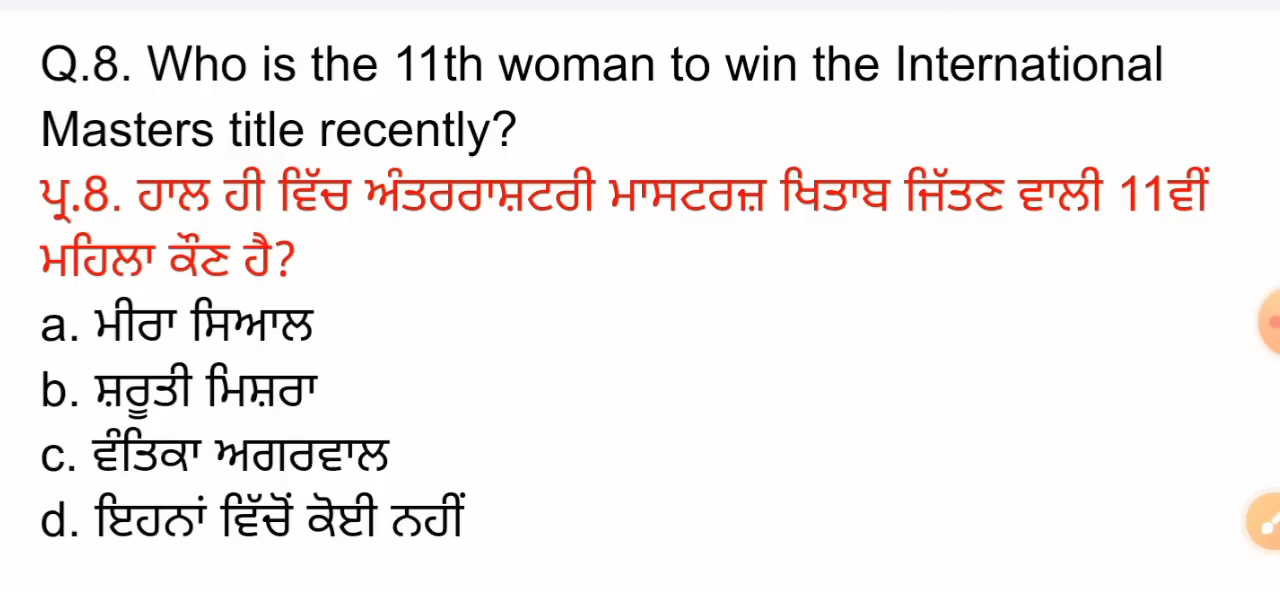 Q.8. Who is the 11th woman to win the International
Masters title recently?
ਪ੍ਰ.8. ਹਾਲ ਹੀ ਵਿੱਚ ਅੰਤਰਰਾਸ਼ਟਰੀ ਮਾਸਟਰਜ਼ ਖਿਤਾਬ ਜਿੱਤਣ ਵਾਲੀ 11ਵੀਂ
ਮਹਿਲਾ ਕੌਣ ਹੈ?
a. ਮੀਰਾ ਸਿਆਲ
b. ਸ਼ਰੂਤੀ ਮਿਸ਼ਰਾ
c. ਵੰਤਿਕਾ ਅਗਰਵਾਲ
d. ਇਹਨਾਂ ਵਿੱਚੋਂ ਕੋਈ ਨਹੀਂ